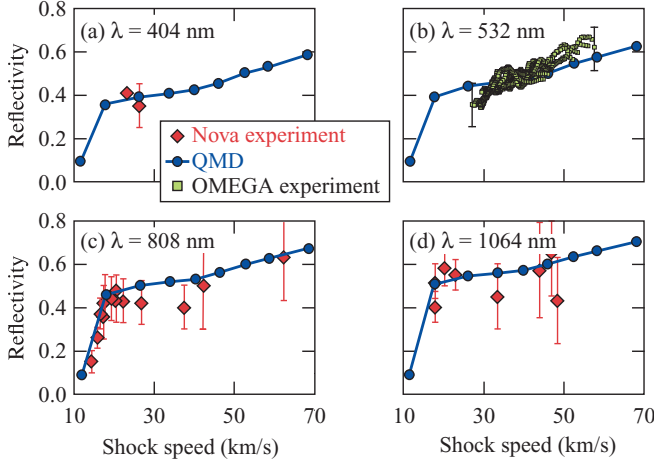 (a) λ = 404 nm
(b) λ = 532 nm
Reflectivity
0.8
0.6
0.4
0.2
0.0
Nova experiment
QMD
OMEGA experiment
(c) λ = 808 nm
(d) λ = 1064 nm
Reflectivity
0.8
0.6
0.4
0.2
0.0
10 30 50 70
10 30 50 70
Shock speed (km/s)
Shock speed (km/s)